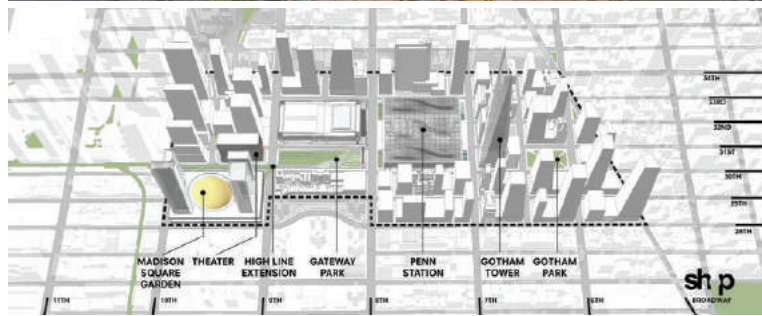 34TH
33RD
32ND
31ST
30TH
29TH
28TH
MADISON
SQUARE
GARDEN
THEATER
HIGH LINE
EXTENSION
GATEWAY
PARK
PENN
STATION
GOTHAM
TOWER
GOTHAM
PARK
shop
BROADWAY
11TH
10TH
9TH
8TH
7TH
6TH